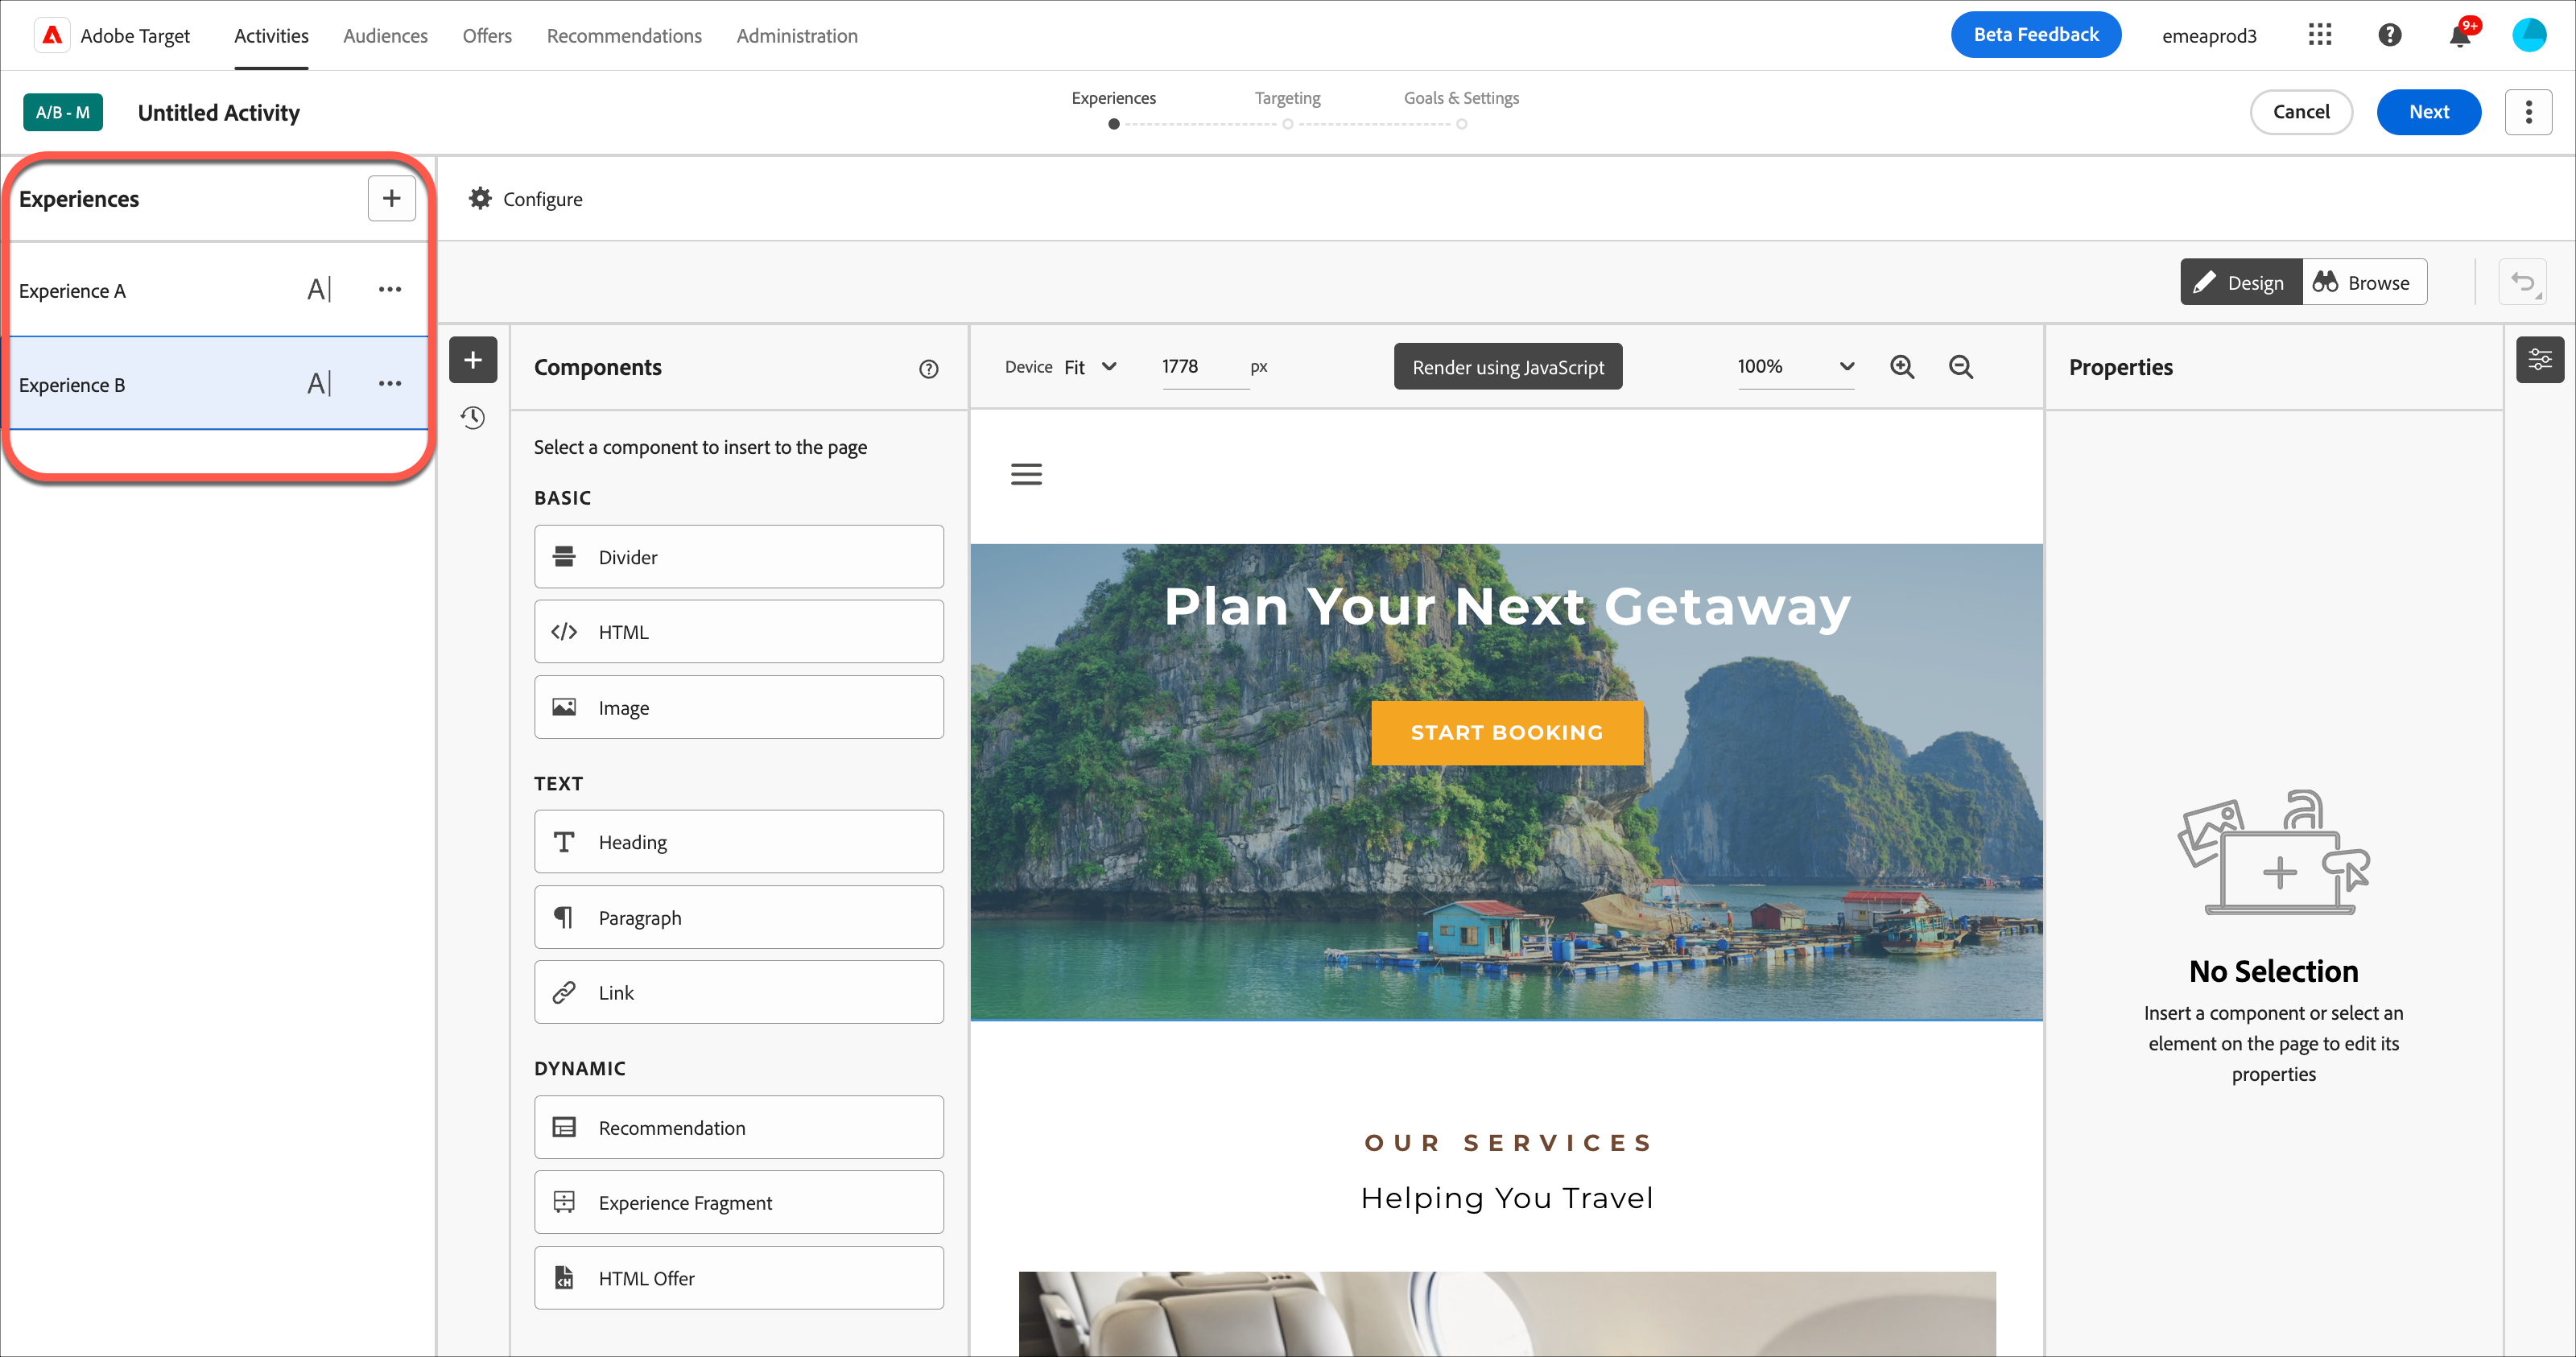 Adobe Target Activities Audiences Offers Recommendations Administration Beta Feedback emeaprod3 9+
A/B - M Untitled Activity Experiences Targeting Goals & Settings Cancel Next
Experiences Configure
Design Browse
Experience A A|
Experience B A|
Components Device Fit 1778 px Render using JavaScript 100% Properties
Select a component to insert to the page
BASIC
Divider
HTML
Image
TEXT
Heading
Paragraph
Link
DYNAMIC
Recommendation
Experience Fragment
HTML Offer
Plan Your Next Getaway
START BOOKING
OUR SERVICES
Helping You Travel
No Selection
Insert a component or select an
element on the page to edit its
properties